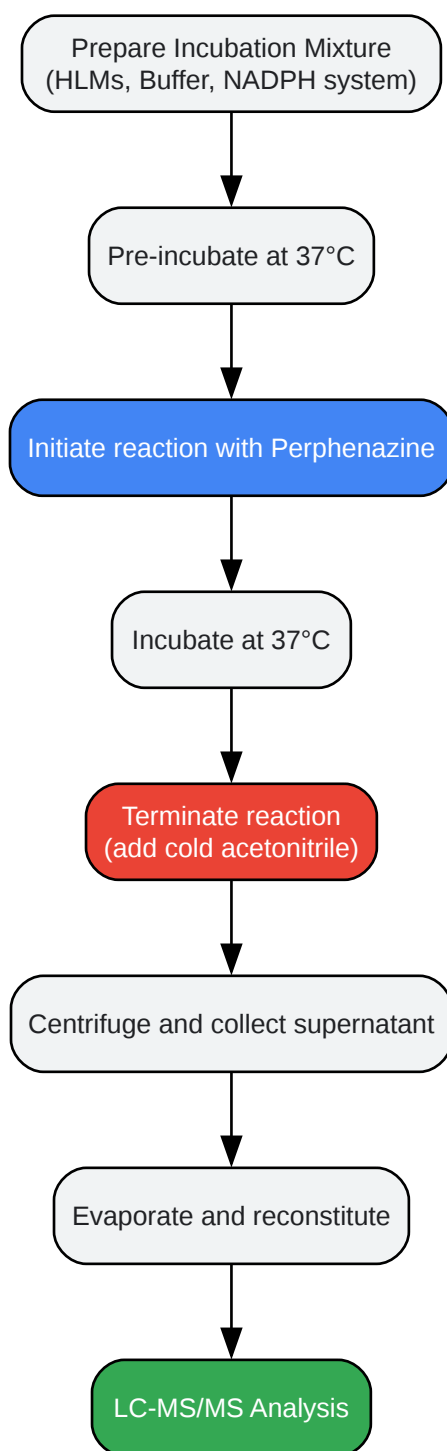 Prepare Incubation Mixture
(HLMs, Buffer, NADPH system)
Pre-incubate at 37°C
Initiate reaction with Perphenazine
Incubate at 37°C
Terminate reaction
(add cold acetonitrile)
Centrifuge and collect supernatant
Evaporate and reconstitute
LC-MS/MS Analysis